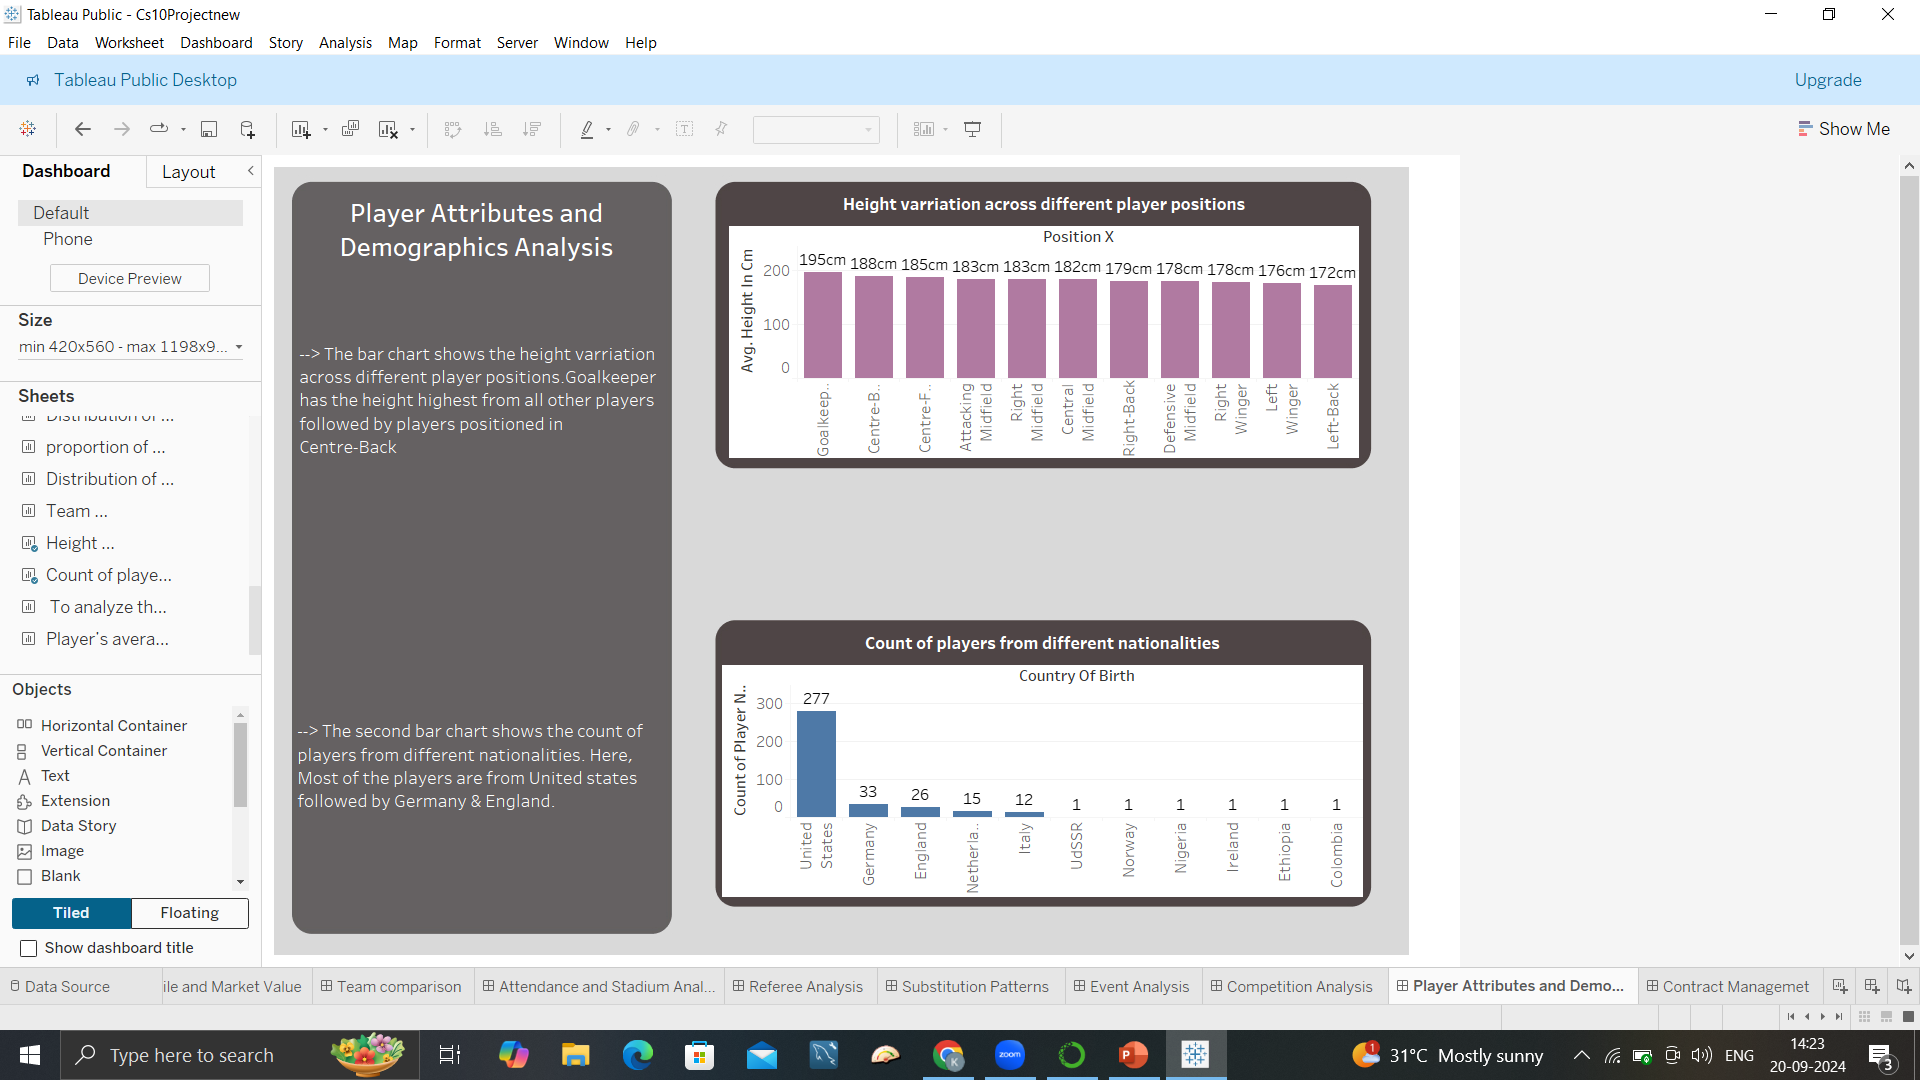 Tableau Public - Cs10Projectnew
File Data Worksheet Dashboard Story Analysis Map Format Server Window Help
Tableau Public Desktop
Upgrade
Show Me
Dashboard
Layout
Default
Phone
Device Preview
Size
min 420x560 - max 1198x9...
Sheets
Distribution of ...
proportion of ...
Distribution of ...
Team ...
Height ...
Count of playe...
To analyze th...
Player's avera...
Objects
Horizontal Container
Vertical Container
Text
Extension
Data Story
Image
Blank
Tiled
Floating
Show dashboard title
Player Attributes and
Demographics Analysis
--> The bar chart shows the height varriation
across different player positions.Goalkeeper
has the height highest from all other players
followed by players positioned in
Centre-Back
--> The second bar chart shows the count of
players from different nationalities. Here,
Most of the players are from United states
followed by Germany & England.
Height varriation across different player positions
Position X
Avg. Height In Cm
200
100
0
195cm 188cm 185cm 183cm 183cm 182cm 179cm 178cm 178cm 176cm 172cm
Goalkeep..
Centre-B..
Centre-F..
Attacking
Midfield
Right
Midfield
Central
Midfield
Right-Back
Defensive
Midfield
Right
Winger
Left
Winger
Left-Back
Count of players from different nationalities
Country Of Birth
Count of Player N..
300
200
100
0
277 33 26 15 12 1 1 1 1 1 1
United
States
Germany
England
Netherla..
Italy
UdSSR
Norway
Nigeria
Ireland
Ethiopia
Colombia
Data Source
ile and Market Value
Team comparison
Attendance and Stadium Anal...
Referee Analysis
Substitution Patterns
Event Analysis
Competition Analysis
Player Attributes and Demo...
Contract Managemet
Type here to search
zoom
K
P
1
31°C Mostly sunny
ENG
14:23
20-09-2024
3